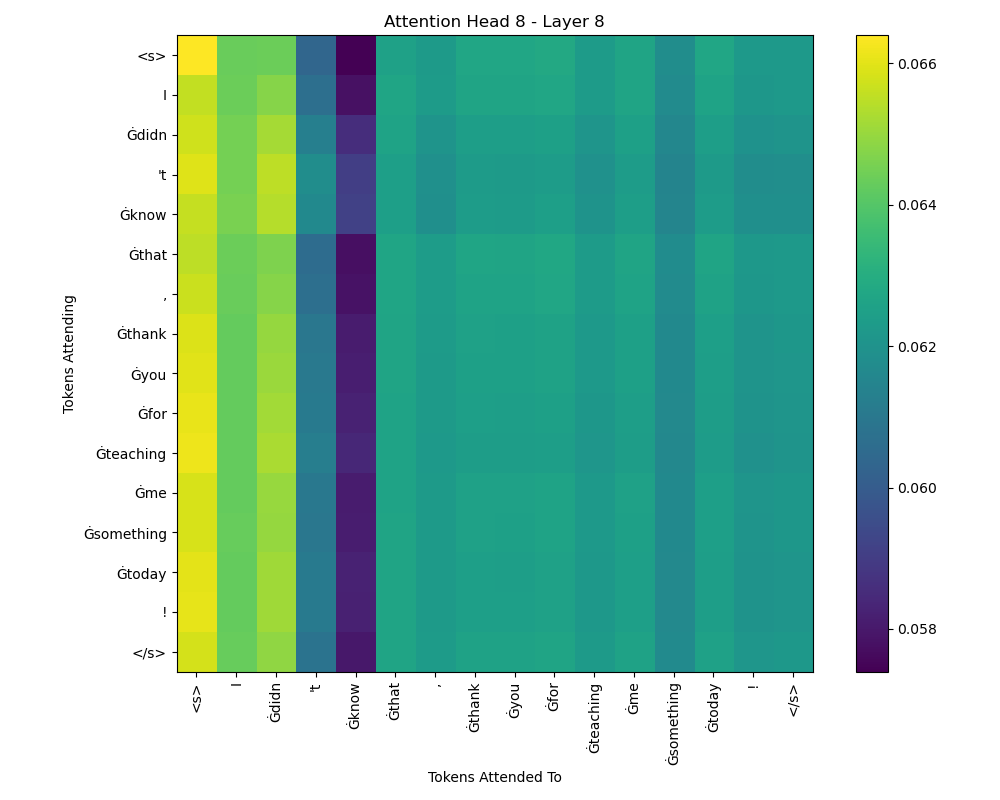 Attention Head 8 - Layer 8
Tokens Attending
<s>
I
Ġdidn
't
Ġknow
Ġthat
,
Ġthank
Ġyou
Ġfor
Ġteaching
Ġme
Ġsomething
Ġtoday
!
</s>
<s>
I
Ġdidn
't
Ġknow
Ġthat
,
Ġthank
Ġyou
Ġfor
Ġteaching
Ġme
Ġsomething
Ġtoday
!
</s>
Tokens Attended To
0.066
0.064
0.062
0.060
0.058